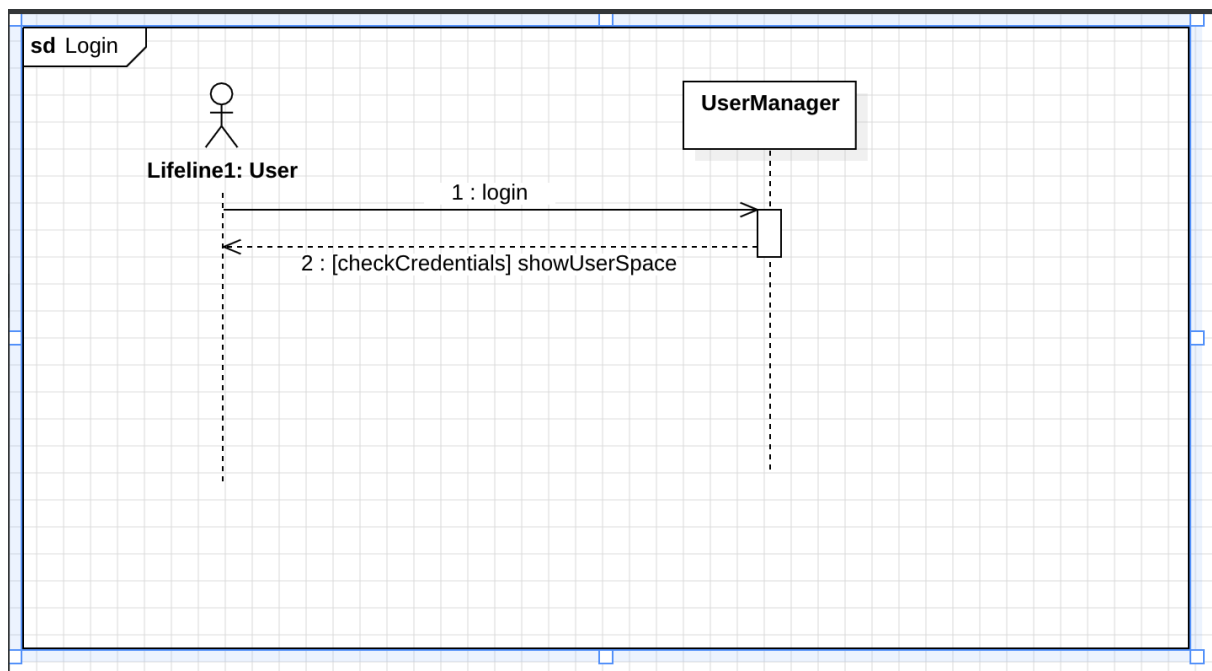 sd Login
UserManager
Lifeline1: User
1 : login
2 : [checkCredentials] showUserSpace